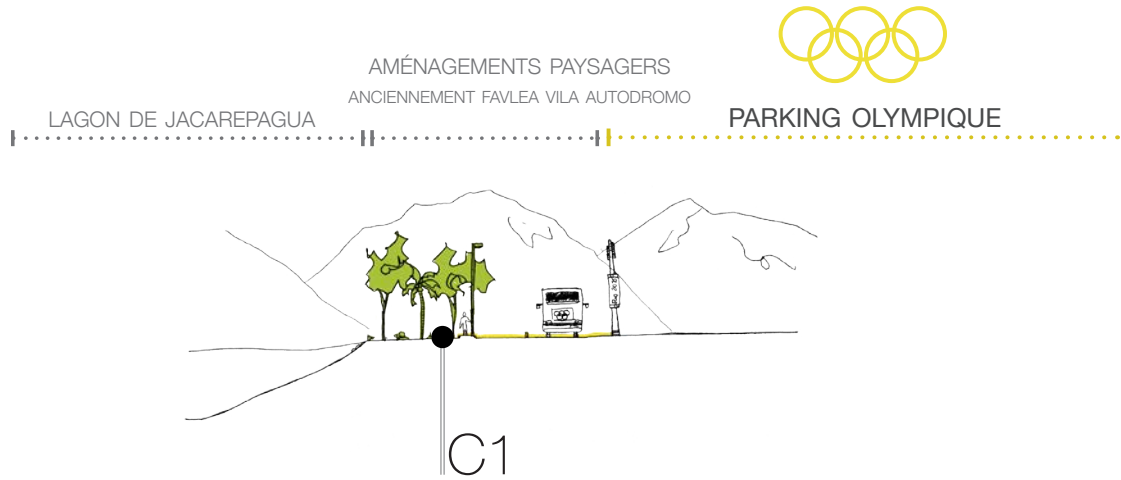 AMÉNAGEMENTS PAYSAGERS
ANCIENNEMENT FAVLEA VILA AUTODROMO
LAGON DE JACAREPAGUA
PARKING OLYMPIQUE
C1